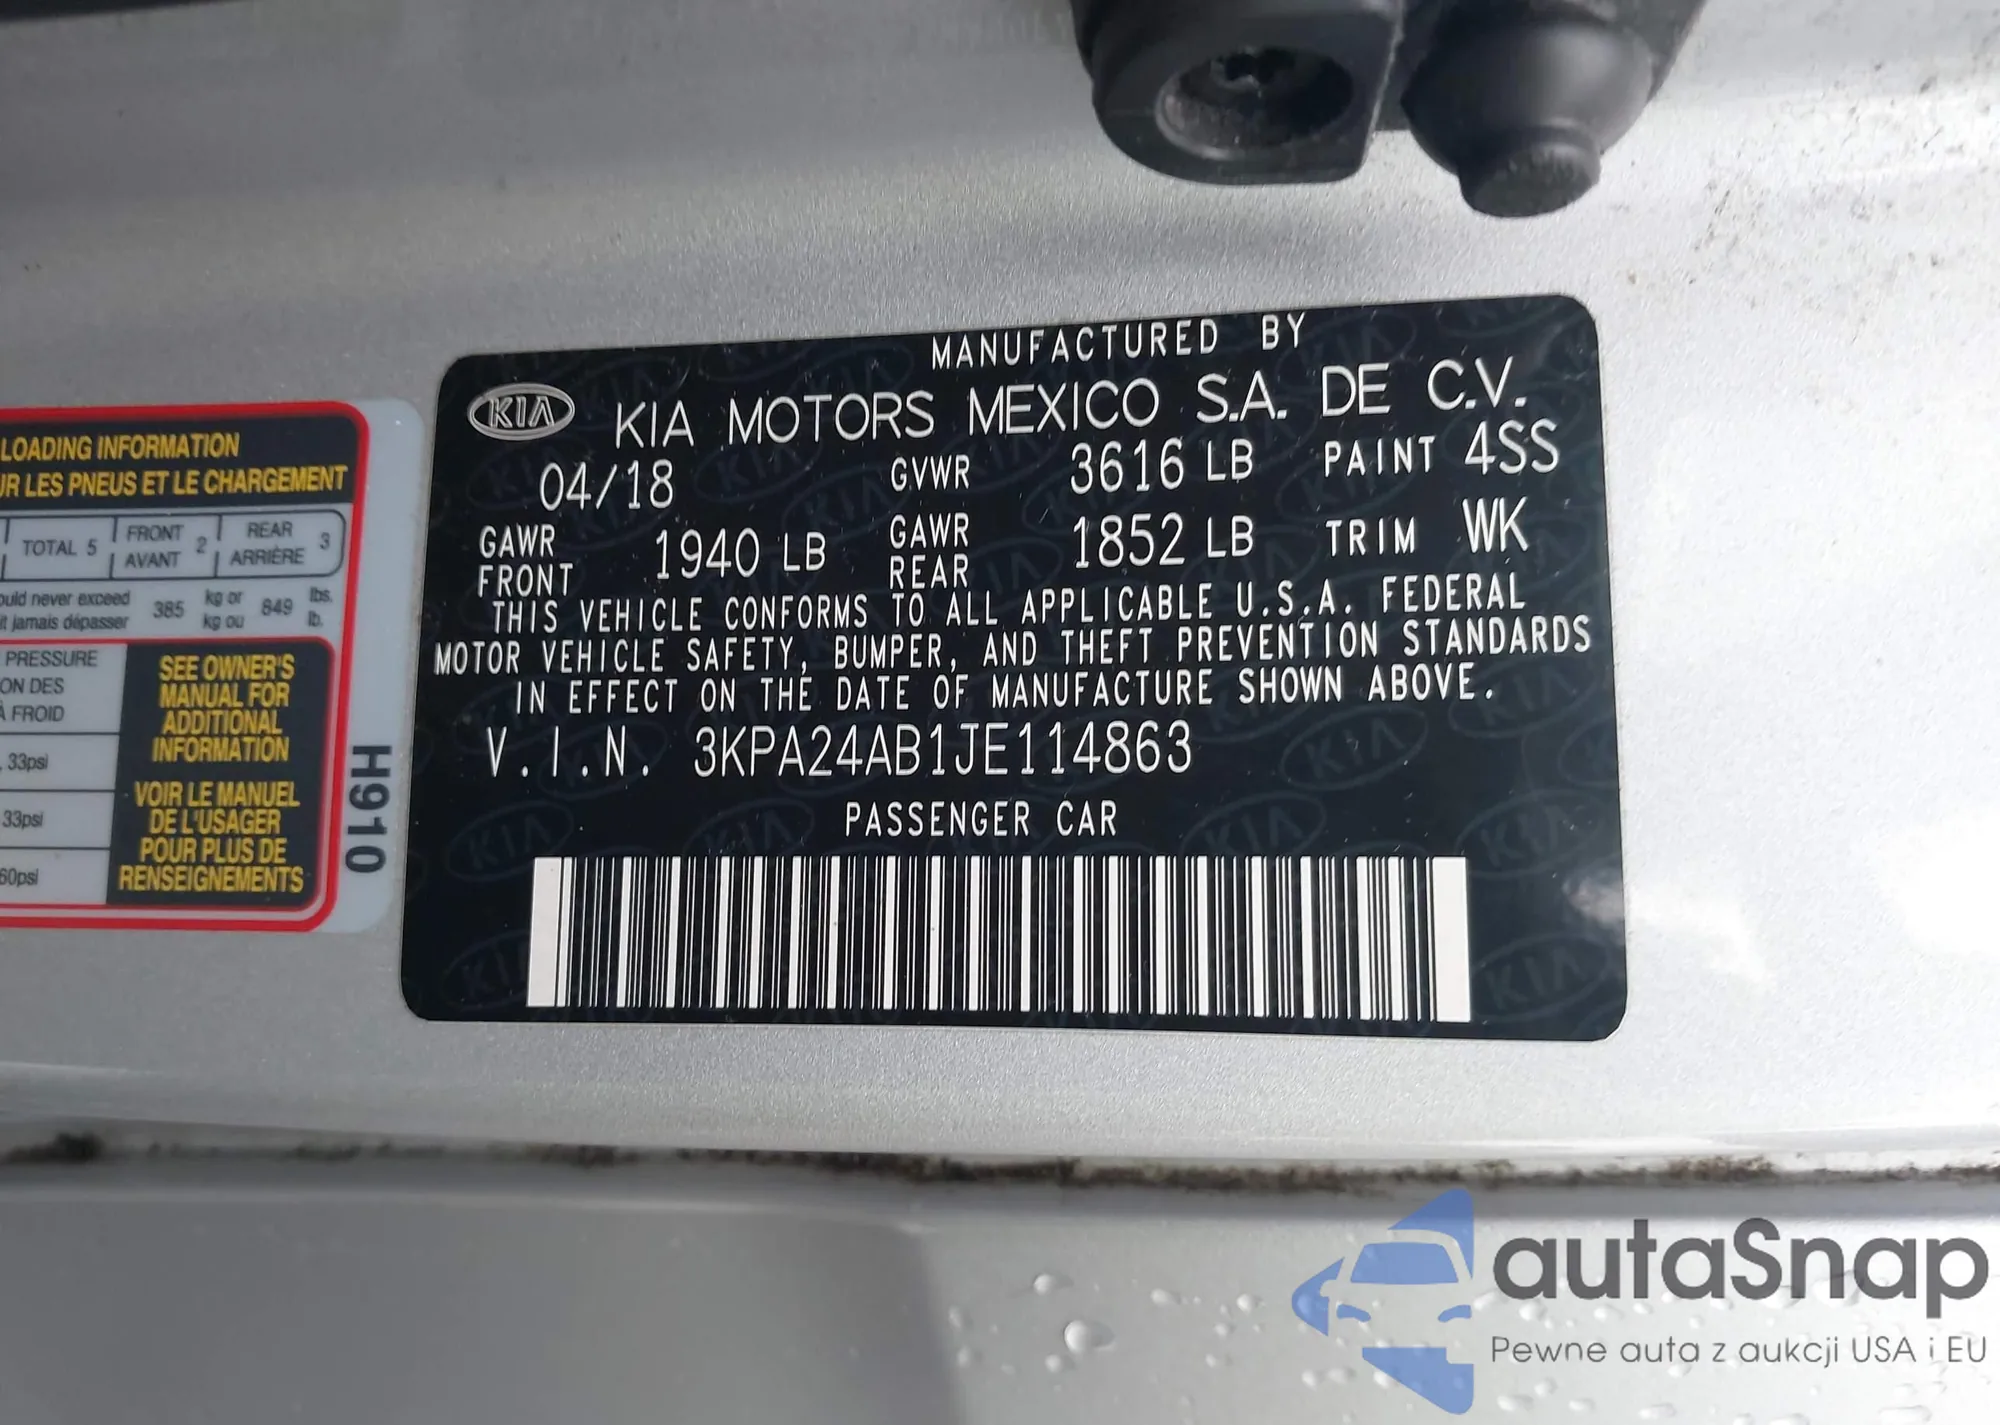 MANUFACTURED BY
KIA KIA MOTORS MEXICO S.A. DE C.V.
04/18 GVWR 3616 LB PAINT 4SS
GAWR FRONT 1940 LB GAWR REAR 1852 LB TRIM WK
THIS VEHICLE CONFORMS TO ALL APPLICABLE U.S.A. FEDERAL
MOTOR VEHICLE SAFETY, BUMPER, AND THEFT PREVENTION STANDARDS
IN EFFECT ON THE DATE OF MANUFACTURE SHOWN ABOVE.
V.I.N. 3KPA24AB1JE114863
PASSENGER CAR
LOADING INFORMATION
LES PNEUS ET LE CHARGEMENT
TOTAL 5 FRONT AVANT 2 REAR ARRIÈRE 3
never exceed 385 kg or 849 lbs.
jamais dépasser kg ou lb.
PRESSURE
DES
À FROID
33psi
33psi
60psi
SEE OWNER'S
MANUAL FOR
ADDITIONAL
INFORMATION
VOIR LE MANUEL
DE L'USAGER
POUR PLUS DE
RENSEIGNEMENTS
H910
autaSnap
Pewne auta z aukcji USA i EU